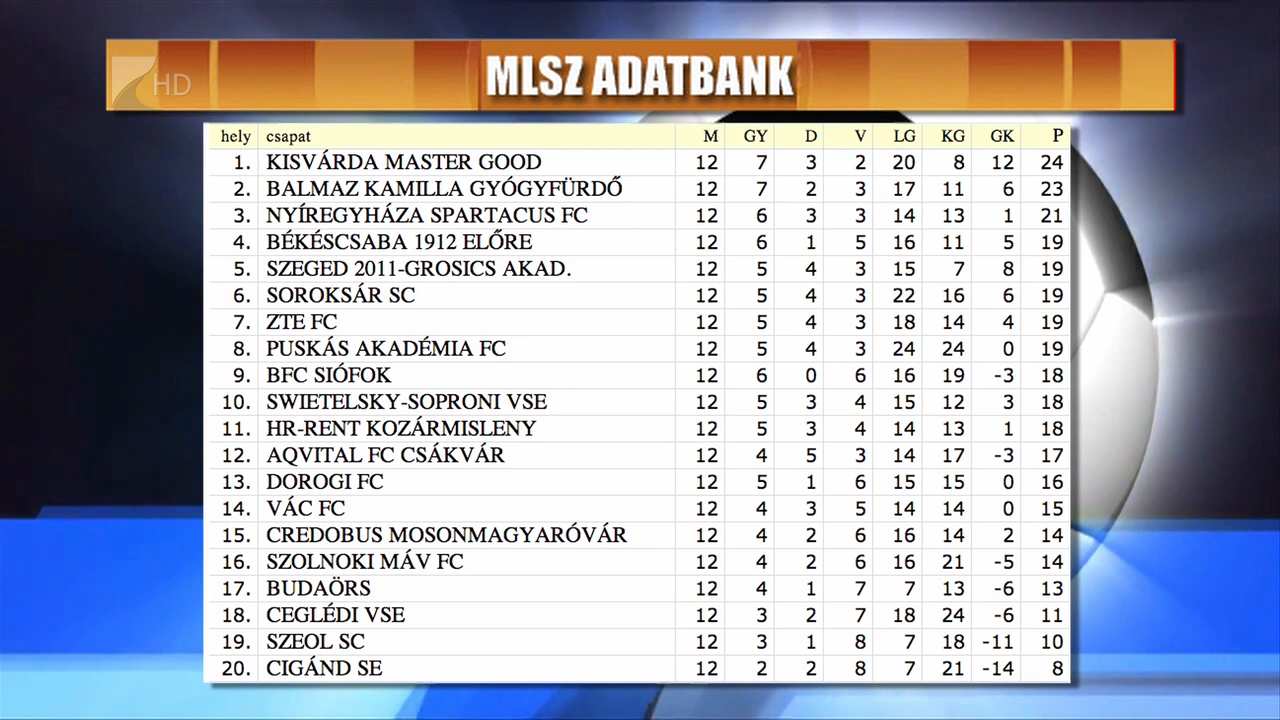 HD
MLSZ ADATBANK
hely csapat M GY D V LG KG GK P
1. KISVÁRDA MASTER GOOD 12 7 3 2 20 8 12 24
2. BALMAZ KAMILLA GYÓGYFÜRDŐ 12 7 2 3 17 11 6 23
3. NYÍREGYHÁZA SPARTACUS FC 12 6 3 3 14 13 1 21
4. BÉKÉSCSABA 1912 ELŐRE 12 6 1 5 16 11 5 19
5. SZEGED 2011-GROSICS AKAD. 12 5 4 3 15 7 8 19
6. SOROKSÁR SC 12 5 4 3 22 16 6 19
7. ZTE FC 12 5 4 3 18 14 4 19
8. PUSKÁS AKADÉMIA FC 12 5 4 3 24 24 0 19
9. BFC SIÓFOK 12 6 0 6 16 19 -3 18
10. SWIETELSKY-SOPRONI VSE 12 5 3 4 15 12 3 18
11. HR-RENT KOZÁRMISLENY 12 5 3 4 14 13 1 18
12. AQVITAL FC CSÁKVÁR 12 4 5 3 14 17 -3 17
13. DOROGI FC 12 5 1 6 15 15 0 16
14. VÁC FC 12 4 3 5 14 14 0 15
15. CREDOBUS MOSONMAGYARÓVÁR 12 4 2 6 16 14 2 14
16. SZOLNOKI MÁV FC 12 4 2 6 16 21 -5 14
17. BUDAÖRS 12 4 1 7 7 13 -6 13
18. CEGLÉDI VSE 12 3 2 7 18 24 -6 11
19. SZEOL SC 12 3 1 8 7 18 -11 10
20. CIGÁND SE 12 2 2 8 7 21 -14 8